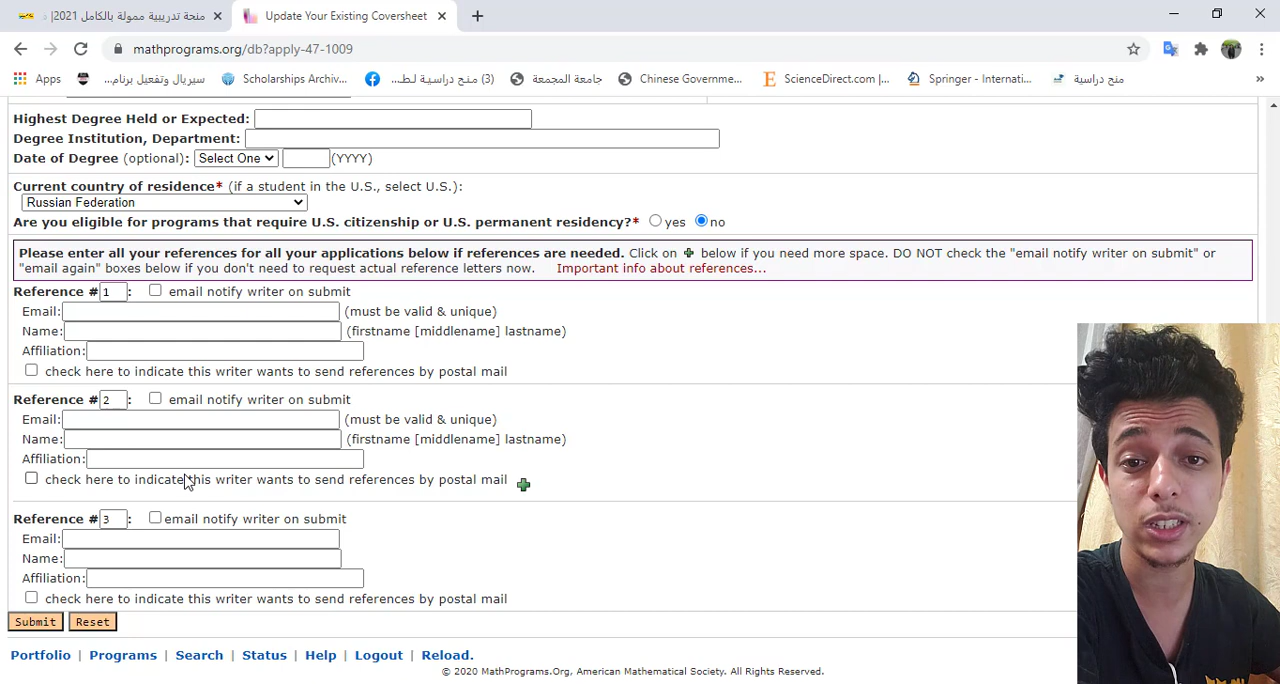 منحة تدريبية ممولة بالكامل 2021|
Update Your Existing Coversheet
mathprograms.org/db?apply-47-1009
Apps
سيريال وتفعيل برنام...
Scholarships Archiv...
(3) منح دراسية لط...
جامعة المجمعة
Chinese Governme...
ScienceDirect.com |...
Springer - Internati...
منح دراسية
Highest Degree Held or Expected:
Degree Institution, Department:
Date of Degree (optional): Select One (YYYY)
Current country of residence* (if a student in the U.S., select U.S.):
Russian Federation
Are you eligible for programs that require U.S. citizenship or U.S. permanent residency?* yes no
Please enter all your references for all your applications below if references are needed. Click on below if you need more space. DO NOT check the "email notify writer on submit" or
"email again" boxes below if you don't need to request actual reference letters now. Important info about references...
Reference # 1 : email notify writer on submit
Email: (must be valid & unique)
Name: (firstname [middlename] lastname)
Affiliation:
check here to indicate this writer wants to send references by postal mail
Reference # 2 : email notify writer on submit
Email: (must be valid & unique)
Name: (firstname [middlename] lastname)
Affiliation:
check here to indicate this writer wants to send references by postal mail
Reference # 3 : email notify writer on submit
Email:
Name:
Affiliation:
check here to indicate this writer wants to send references by postal mail
Submit Reset
Portfolio | Programs | Search | Status | Help | Logout | Reload.
© 2020 MathPrograms.Org, American Mathematical Society. All Rights Reserved.